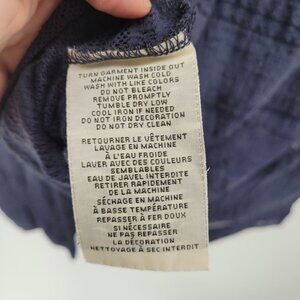 TURN GARMENT INSIDE OUT
MACHINE WASH COLD
WASH WITH LIKE COLORS
DO NOT BLEACH
REMOVE PROMPTLY
TUMBLE DRY LOW
COOL IRON IF NEEDED
DO NOT IRON DECORATION
DO NOT DRY CLEAN
RETOURNER LE VÊTEMENT
LAVAGE EN MACHINE
À L'EAU FROIDE
LAVER AVEC DES COULEURS
SEMBLABLES
EAU DE JAVEL INTERDITE
RETIRER RAPIDEMENT
DE LA MACHINE
SÉCHAGE EN MACHINE
À BASSE TEMPÉRATURE
REPASSER À FER DOUX
SI NÉCESSAIRE
NE PAS REPASSER
LA DÉCORATION
NETTOYAGE À SEC INTERDIT